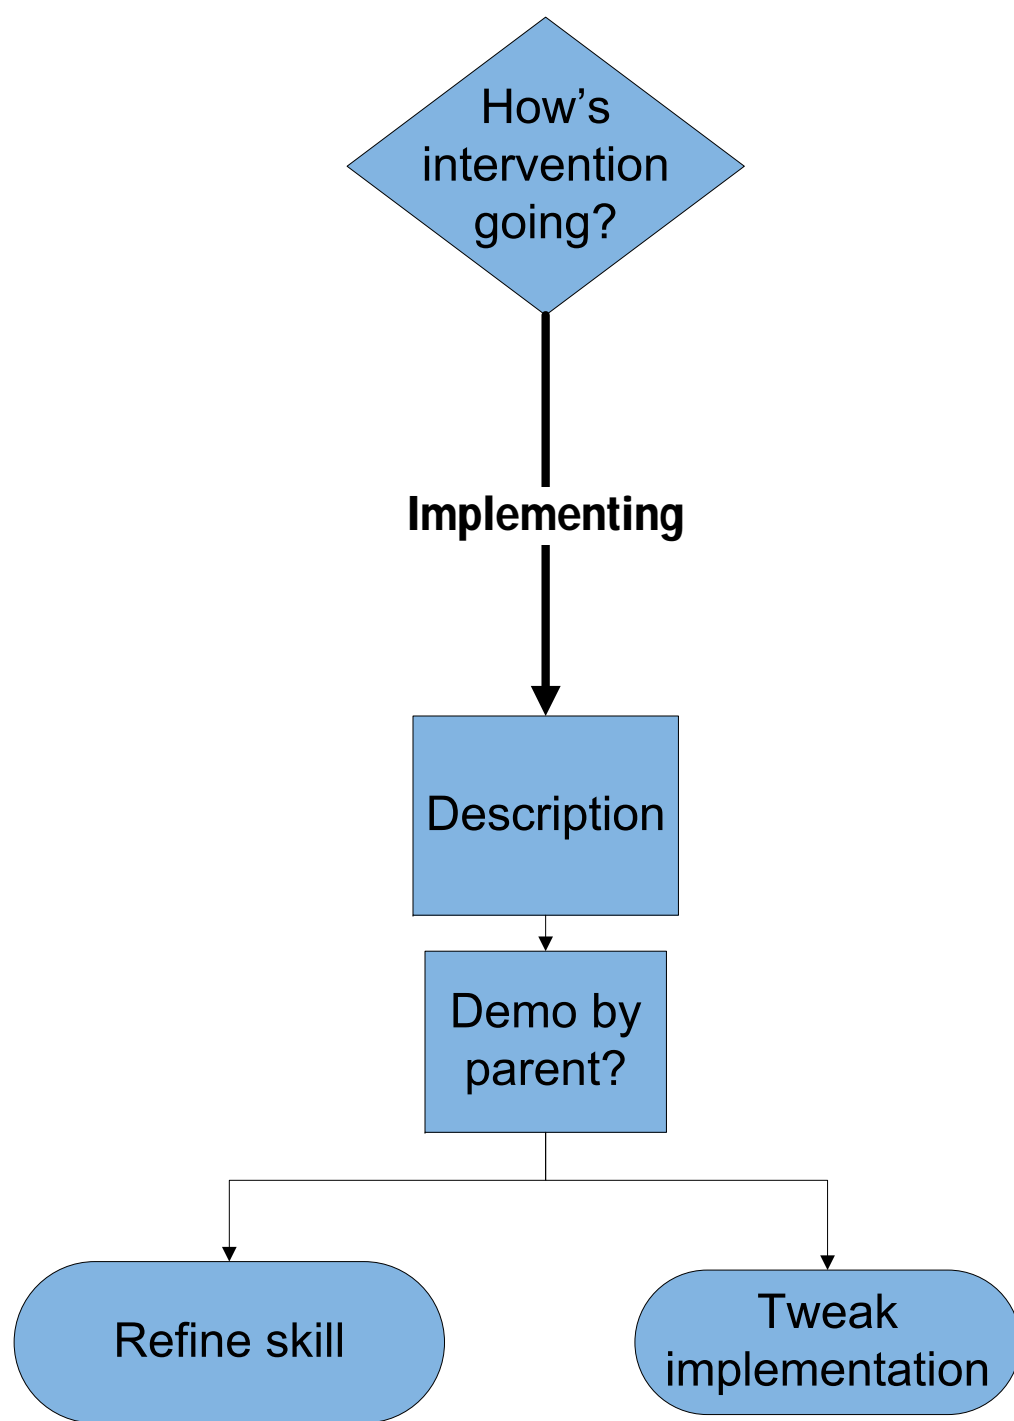 How’s
intervention
going?
Implementing
Description
Demo by
parent?
Refine skill
Tweak
implementation